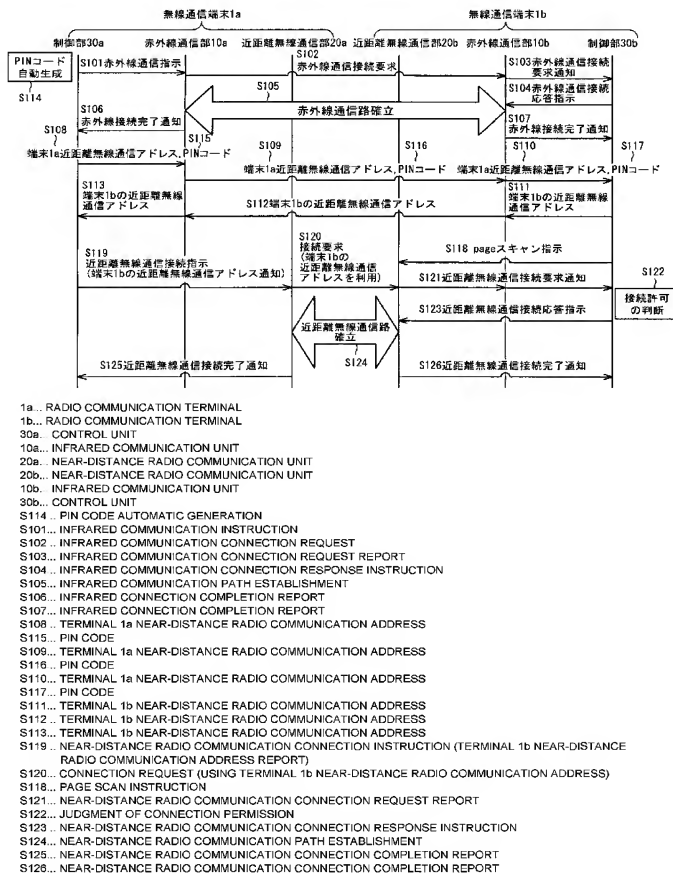 無線通信端末1a
無線通信端末1b
制御部30a
赤外線通信部10a
近距離無線通信部20a
近距離無線通信部20b
赤外線通信部10b
制御部30b
PINコード
自動生成
S114
S101赤外線通信指示
S102
赤外線通信接続要求
S103赤外線通信接続
要求通知
S104赤外線通信接続
応答指示
S105
赤外線通信路確立
S106
赤外線接続完了通知
S107
赤外線接続完了通知
S108
S115
端末1a近距離無線通信アドレス,PINコード
S109
S116
端末1a近距離無線通信アドレス,PINコード
S110
S117
端末1a近距離無線通信アドレス,PINコード
S111
端末1bの近距離無線
通信アドレス
S112端末1bの近距離無線通信アドレス
S113
端末1bの近距離無線
通信アドレス
S118 pageスキャン指示
S119
近距離無線通信接続指示
(端末1bの近距離無線通信アドレス通知)
S120
接続要求
(端末1bの
近距離無線通信
アドレスを利用)
S121近距離無線通信接続要求通知
S122
接続許可
の判断
S123近距離無線通信接続応答指示
近距離無線通信路
確立
S124
S125近距離無線通信接続完了通知
S126近距離無線通信接続完了通知
1a... RADIO COMMUNICATION TERMINAL
1b... RADIO COMMUNICATION TERMINAL
30a... CONTROL UNIT
10a... INFRARED COMMUNICATION UNIT
20a... NEAR-DISTANCE RADIO COMMUNICATION UNIT
20b... NEAR-DISTANCE RADIO COMMUNICATION UNIT
10b... INFRARED COMMUNICATION UNIT
30b... CONTROL UNIT
S114... PIN CODE AUTOMATIC GENERATION
S101... INFRARED COMMUNICATION INSTRUCTION
S102... INFRARED COMMUNICATION CONNECTION REQUEST
S103... INFRARED COMMUNICATION CONNECTION REQUEST REPORT
S104... INFRARED COMMUNICATION CONNECTION RESPONSE INSTRUCTION
S105... INFRARED COMMUNICATION PATH ESTABLISHMENT
S106... INFRARED CONNECTION COMPLETION REPORT
S107... INFRARED CONNECTION COMPLETION REPORT
S108... TERMINAL 1a NEAR-DISTANCE RADIO COMMUNICATION ADDRESS
S115... PIN CODE
S109... TERMINAL 1a NEAR-DISTANCE RADIO COMMUNICATION ADDRESS
S116... PIN CODE
S110... TERMINAL 1a NEAR-DISTANCE RADIO COMMUNICATION ADDRESS
S117... PIN CODE
S111... TERMINAL 1b NEAR-DISTANCE RADIO COMMUNICATION ADDRESS
S112... TERMINAL 1b NEAR-DISTANCE RADIO COMMUNICATION ADDRESS
S113... TERMINAL 1b NEAR-DISTANCE RADIO COMMUNICATION ADDRESS
S119... NEAR-DISTANCE RADIO COMMUNICATION CONNECTION INSTRUCTION (TERMINAL 1b NEAR-DISTANCE
RADIO COMMUNICATION ADDRESS REPORT)
S120... CONNECTION REQUEST (USING TERMINAL 1b NEAR-DISTANCE RADIO COMMUNICATION ADDRESS)
S118... PAGE SCAN INSTRUCTION
S121... NEAR-DISTANCE RADIO COMMUNICATION CONNECTION REQUEST REPORT
S122... JUDGMENT OF CONNECTION PERMISSION
S123... NEAR-DISTANCE RADIO COMMUNICATION CONNECTION RESPONSE INSTRUCTION
S124... NEAR-DISTANCE RADIO COMMUNICATION PATH ESTABLISHMENT
S125... NEAR-DISTANCE RADIO COMMUNICATION CONNECTION COMPLETION REPORT
S126... NEAR-DISTANCE RADIO COMMUNICATION CONNECTION COMPLETION REPORT